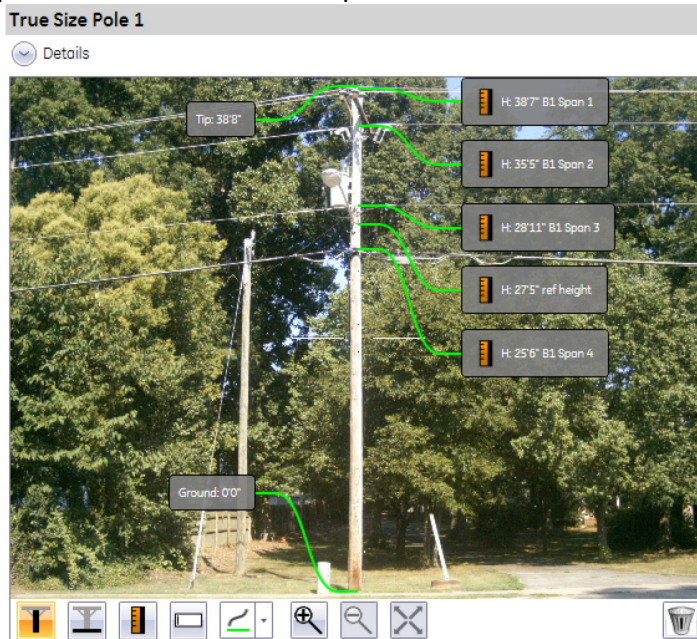 True Size Pole 1
Details
Tip: 38'8"
H: 38'7" B1 Span 1
H: 35'5" B1 Span 2
H: 28'11" B1 Span 3
H: 27'5" ref height
H: 25'6" B1 Span 4
Ground: 0'0"